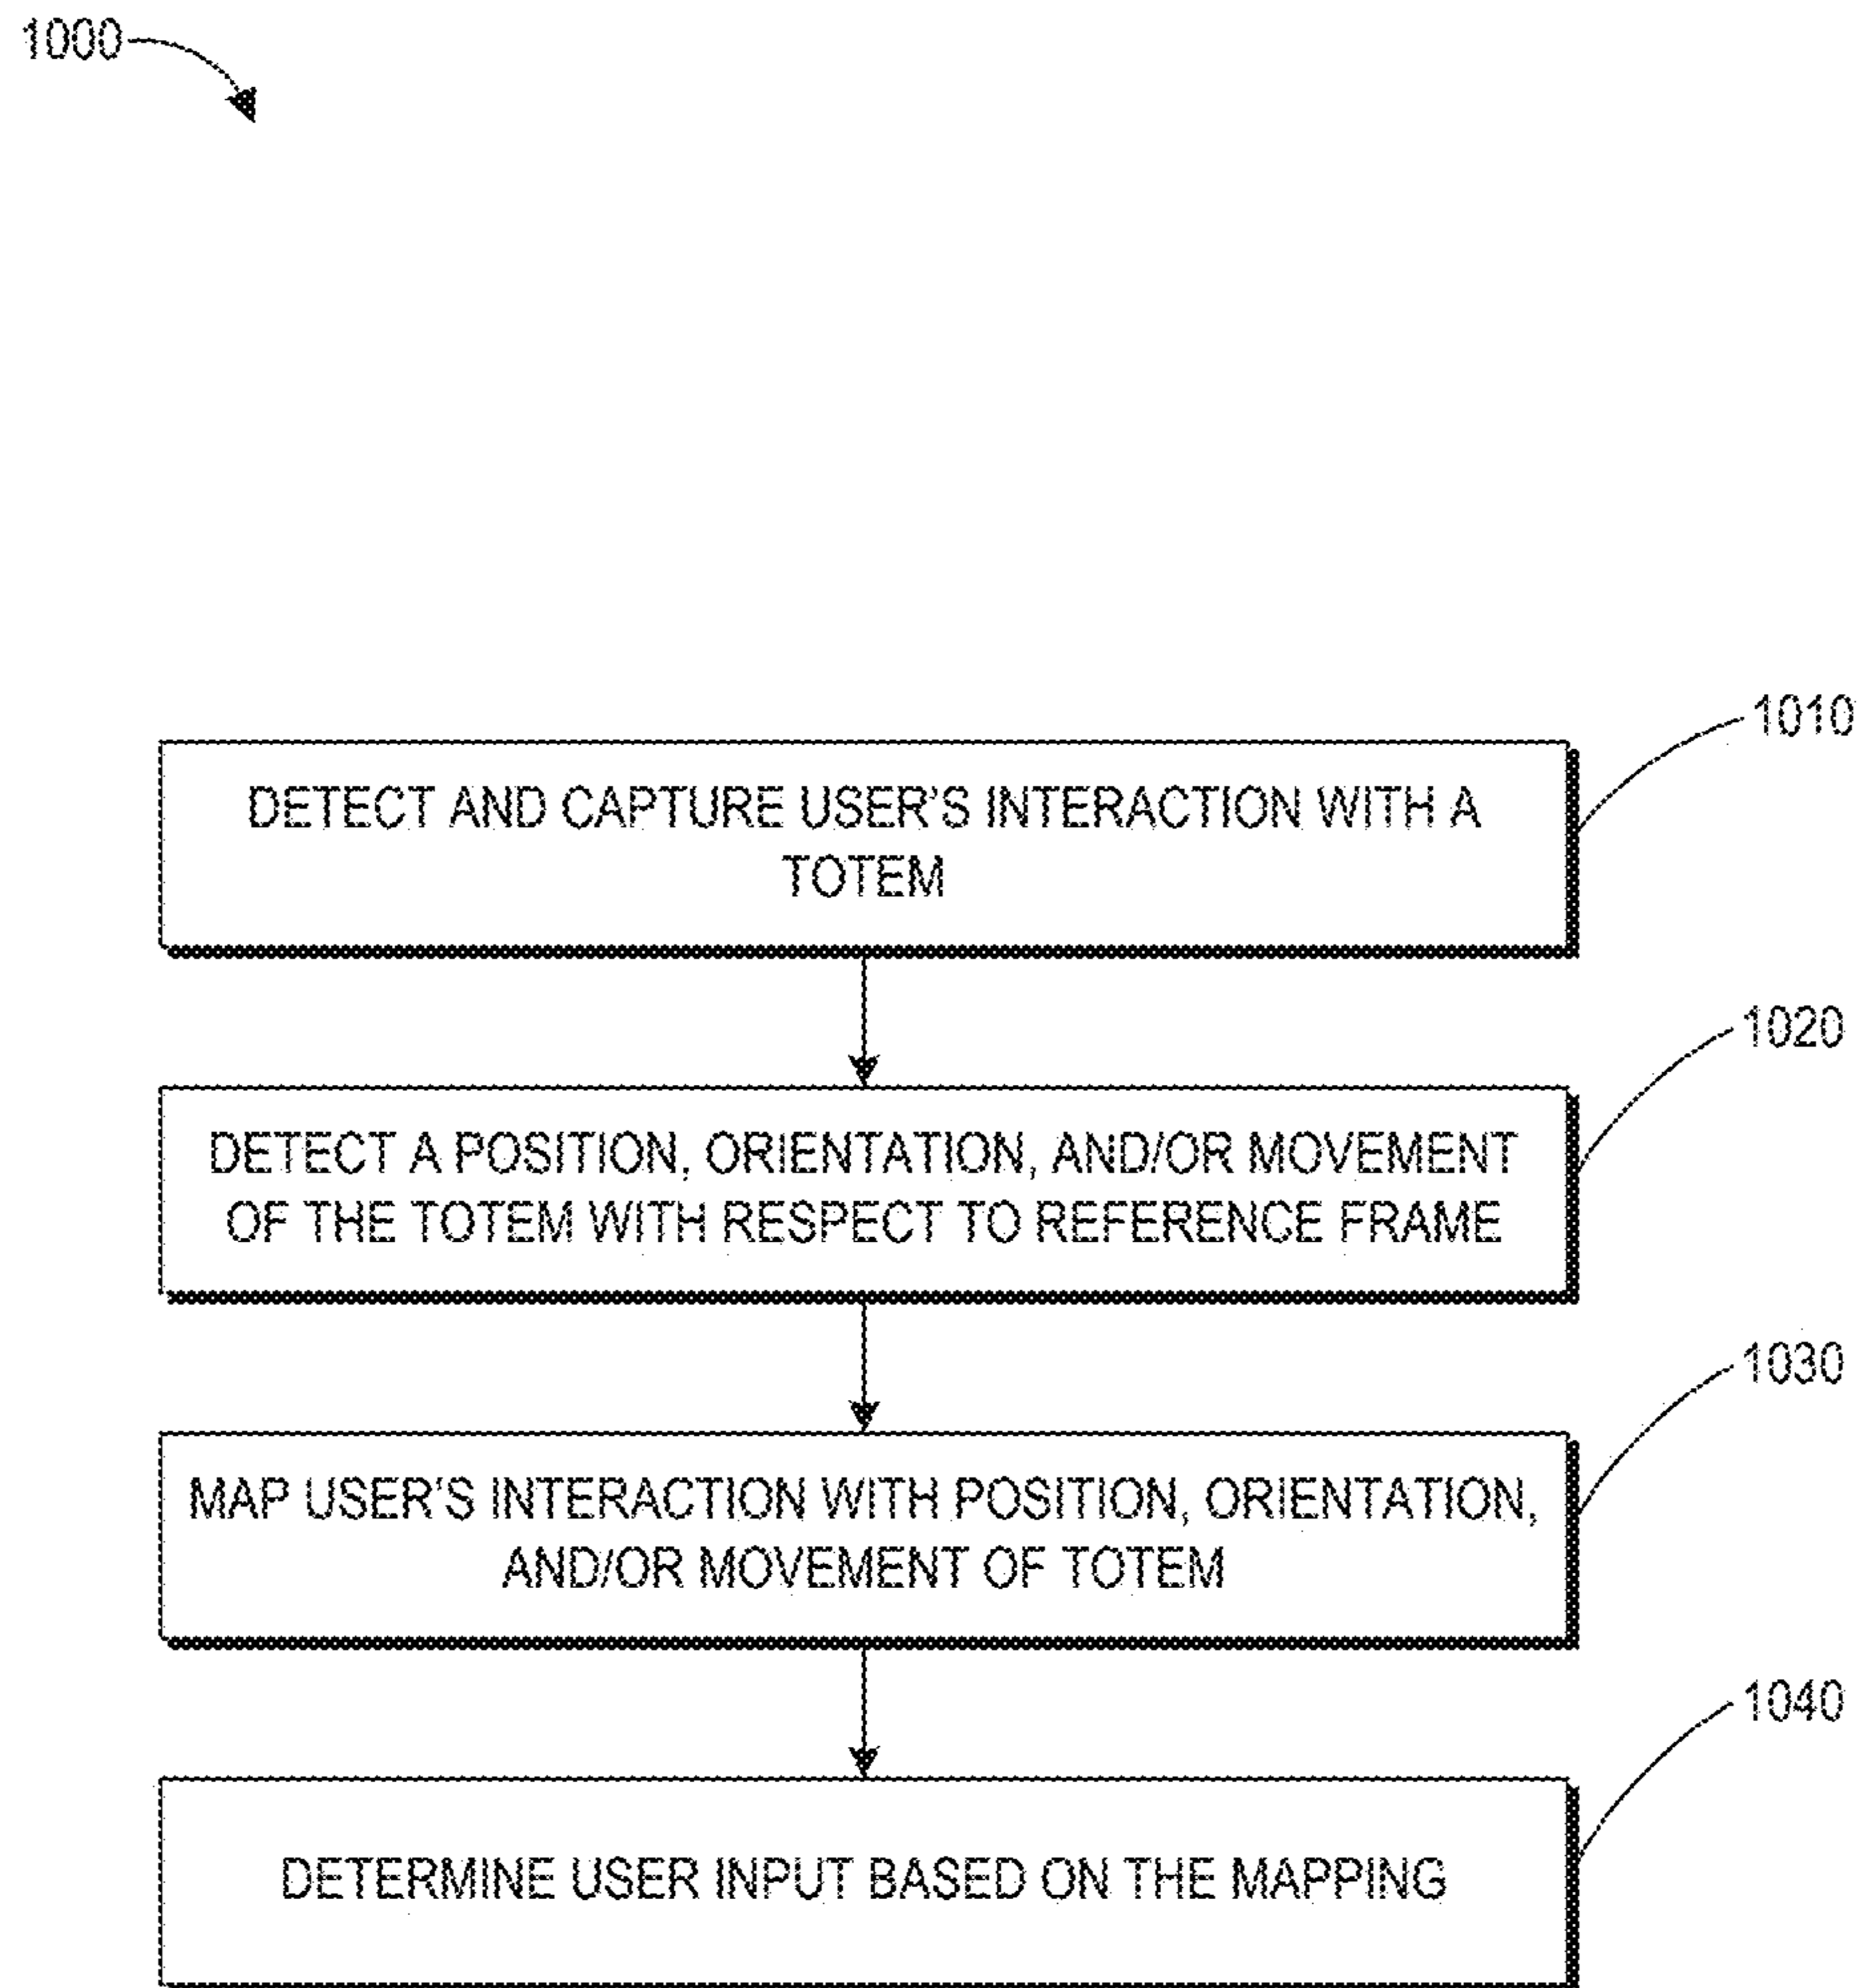 1000
1010
DETECT AND CAPTURE USER'S INTERACTION WITH A
TOTEM
1020
DETECT A POSITION, ORIENTATION, AND/OR MOVEMENT
OF THE TOTEM WITH RESPECT TO REFERENCE FRAME
1030
MAP USER'S INTERACTION WITH POSITION, ORIENTATION,
AND/OR MOVEMENT OF TOTEM
1040
DETERMINE USER INPUT BASED ON THE MAPPING